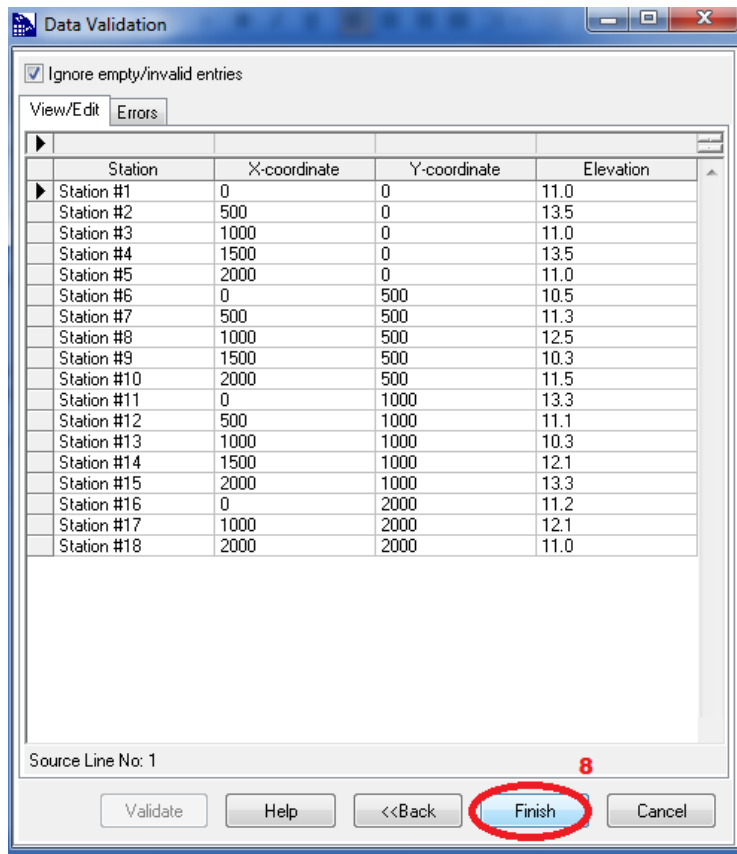 Data Validation
Ignore empty/invalid entries
View/Edit Errors
Station X-coordinate Y-coordinate Elevation
Station #1 0 0 11.0
Station #2 500 0 13.5
Station #3 1000 0 11.0
Station #4 1500 0 13.5
Station #5 2000 0 11.0
Station #6 0 500 10.5
Station #7 500 500 11.3
Station #8 1000 500 12.5
Station #9 1500 500 10.3
Station #10 2000 500 11.5
Station #11 0 1000 13.3
Station #12 500 1000 11.1
Station #13 1000 1000 10.3
Station #14 1500 1000 12.1
Station #15 2000 1000 13.3
Station #16 0 2000 11.2
Station #17 1000 2000 12.1
Station #18 2000 2000 11.0
Source Line No: 1
8
Validate Help <<Back Finish Cancel